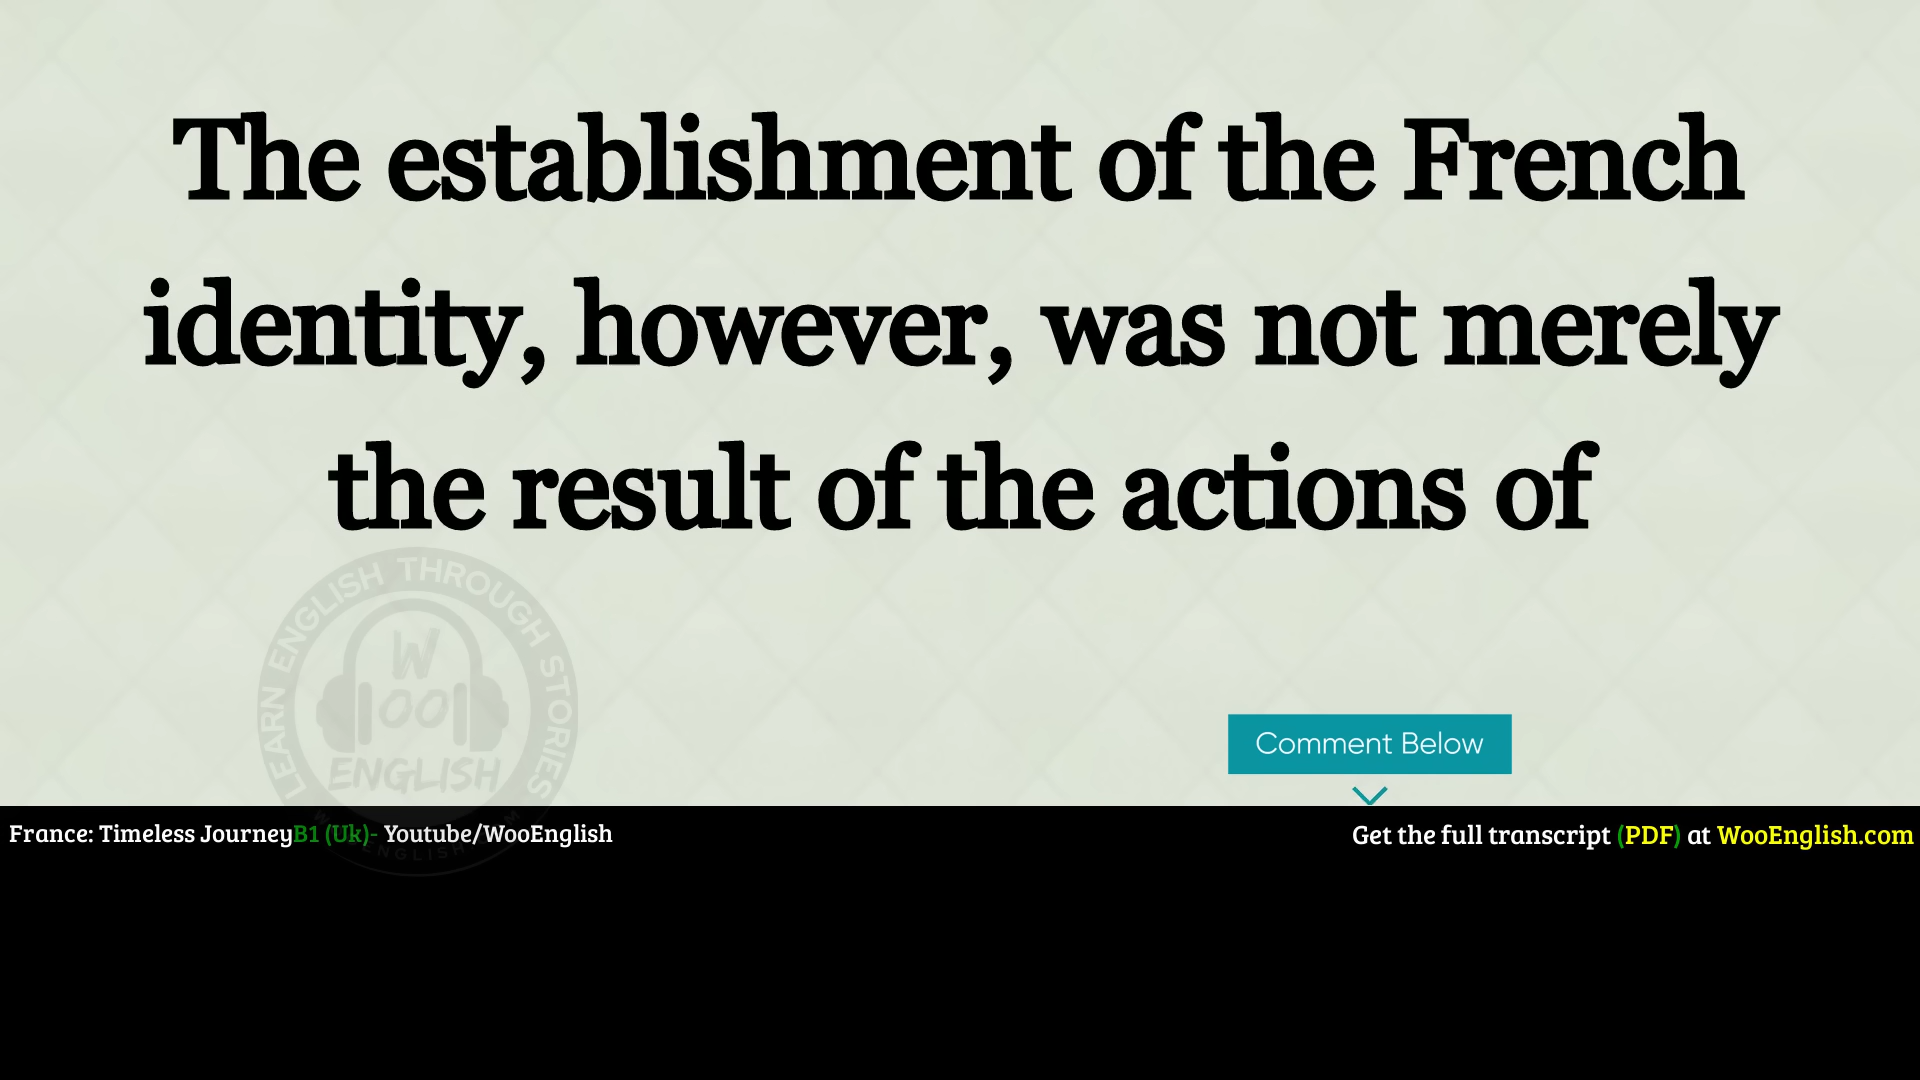 The establishment of the French
identity, however, was not merely
the result of the actions of
LEARN ENGLISH THROUGH STORIES
W
OO
ENGLISH
Comment Below
France: Timeless JourneyB1 (Uk)- Youtube/WooEnglish
Get the full transcript (PDF) at WooEnglish.com